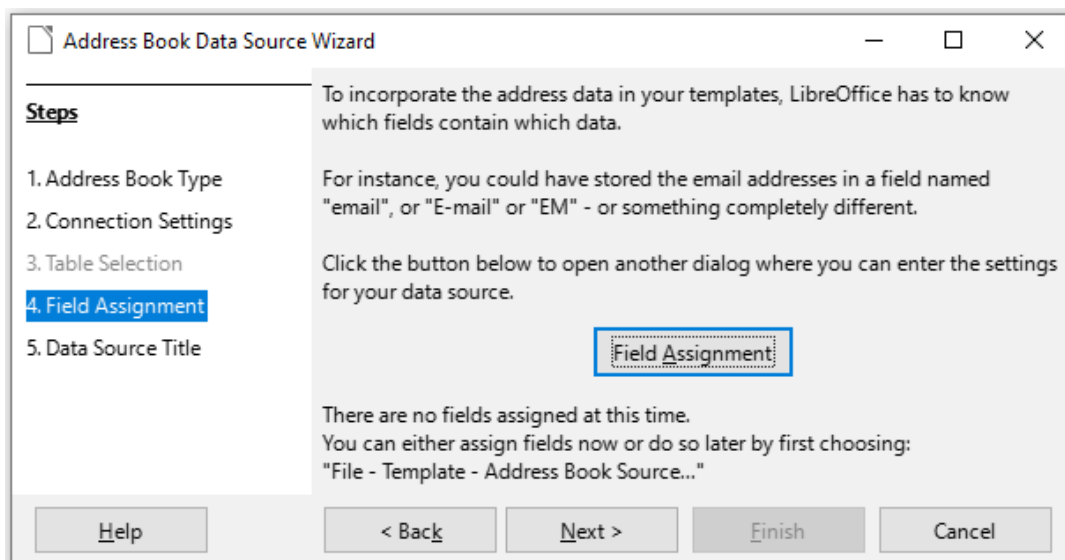 Address Book Data Source Wizard
Steps
1. Address Book Type
2. Connection Settings
3. Table Selection
4. Field Assignment
5. Data Source Title
To incorporate the address data in your templates, LibreOffice has to know
which fields contain which data.
For instance, you could have stored the email addresses in a field named
"email", or "E-mail" or "EM" - or something completely different.
Click the button below to open another dialog where you can enter the settings
for your data source.
Field Assignment
There are no fields assigned at this time.
You can either assign fields now or do so later by first choosing:
"File - Template - Address Book Source..."
Help
< Back
Next >
Finish
Cancel